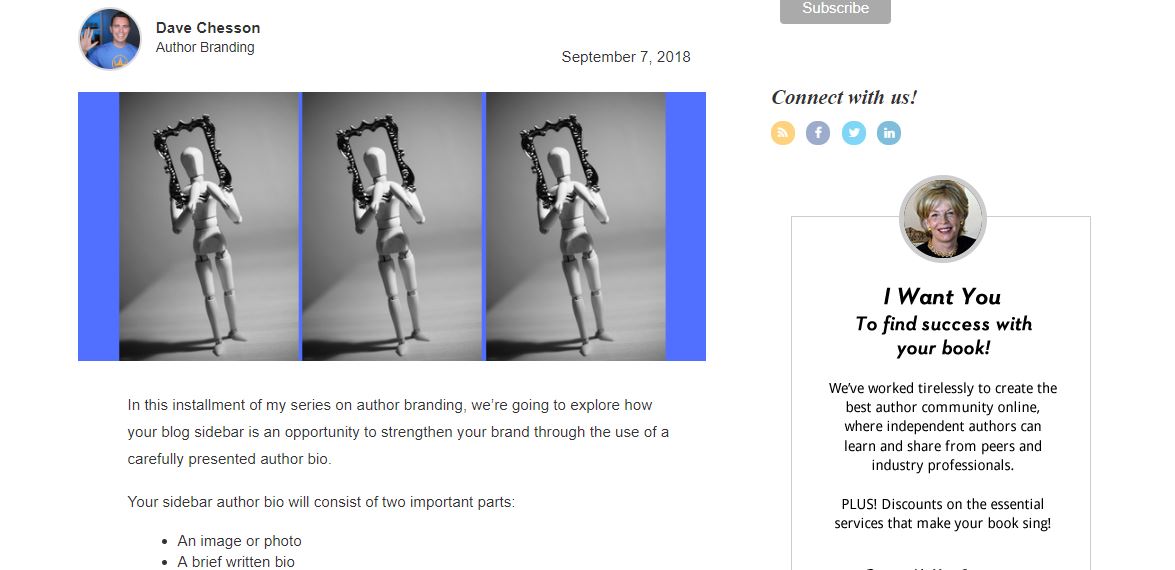 Dave Chesson
Author Branding
September 7, 2018
In this installment of my series on author branding, we’re going to explore how
your blog sidebar is an opportunity to strengthen your brand through the use of a
carefully presented author bio.
Your sidebar author bio will consist of two important parts:
• An image or photo
• A brief written bio
Subscribe
Connect with us!
f
in
I Want You
To find success with
your book!
We’ve worked tirelessly to create the
best author community online,
where independent authors can
learn and share from peers and
industry professionals.
PLUS! Discounts on the essential
services that make your book sing!